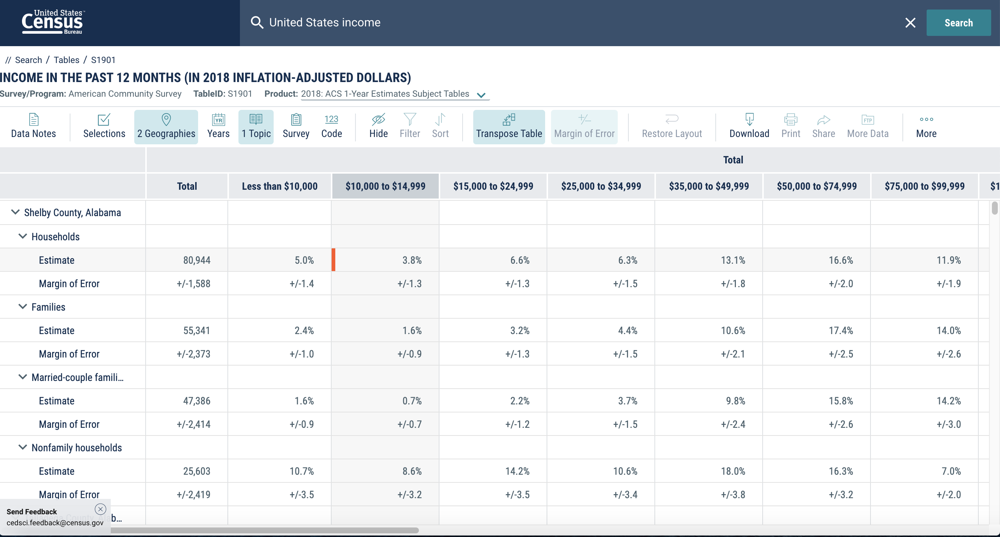 United States™
Census
Bureau
United States income
Search
// Search / Tables / S1901
INCOME IN THE PAST 12 MONTHS (IN 2018 INFLATION-ADJUSTED DOLLARS)
Survey/Program: American Community Survey TableID: S1901 Product: 2018: ACS 1-Year Estimates Subject Tables
YR 123 +/- FTP
Data Notes Selections 2 Geographies Years 1 Topic Survey Code Hide Filter Sort Transpose Table Margin of Error Restore Layout Download Print Share More Data More
Total
Total Less than $10,000 $10,000 to $14,999 $15,000 to $24,999 $25,000 to $34,999 $35,000 to $49,999 $50,000 to $74,999 $75,000 to $99,999 $1
Shelby County, Alabama
Households
Estimate 80,944 5.0% 3.8% 6.6% 6.3% 13.1% 16.6% 11.9%
Margin of Error +/-1,588 +/-1.4 +/-1.3 +/-1.3 +/-1.5 +/-1.8 +/-2.0 +/-1.9
Families
Estimate 55,341 2.4% 1.6% 3.2% 4.4% 10.6% 17.4% 14.0%
Margin of Error +/-2,373 +/-1.0 +/-0.9 +/-1.3 +/-1.5 +/-2.1 +/-2.5 +/-2.6
Married-couple famili...
Estimate 47,386 1.6% 0.7% 2.2% 3.7% 9.8% 15.8% 14.2%
Margin of Error +/-2,414 +/-0.9 +/-0.7 +/-1.2 +/-1.5 +/-2.4 +/-2.6 +/-3.0
Nonfamily households
Estimate 25,603 10.7% 8.6% 14.2% 10.6% 18.0% 16.3% 7.0%
Margin of Error +/-2,419 +/-3.5 +/-3.2 +/-3.5 +/-3.4 +/-3.8 +/-3.2 +/-2.0
Talladega County, Alab...
Send Feedback
cedsci.feedback@census.gov